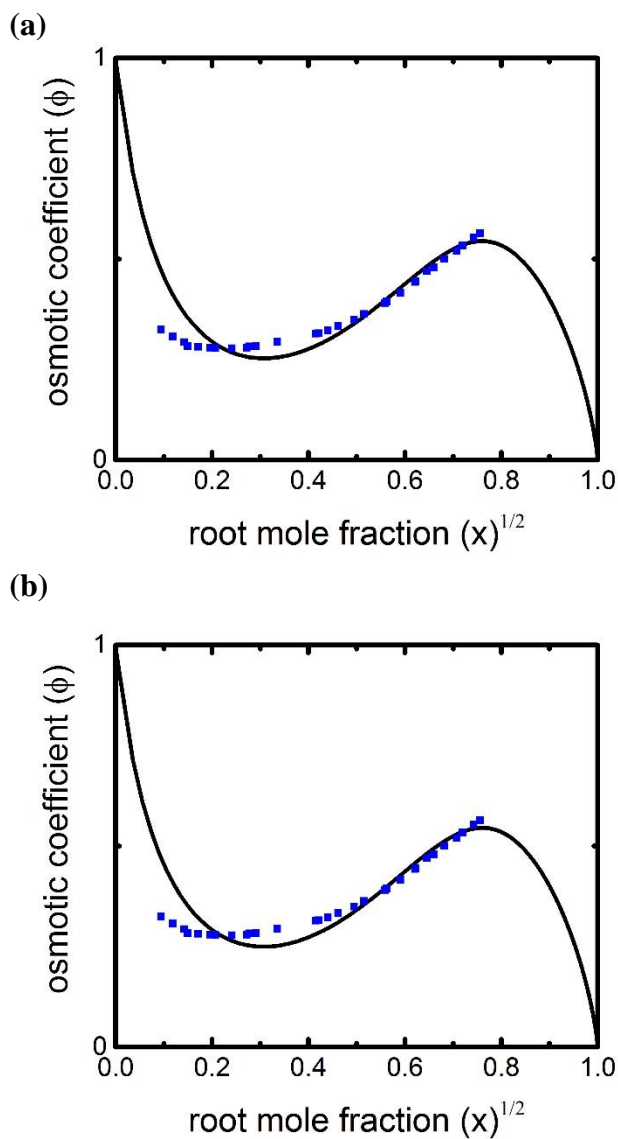 (a)
1
osmotic coefficient (ϕ)
0
0.0 0.2 0.4 0.6 0.8 1.0
root mole fraction (x)^{1/2}
(b)
1
osmotic coefficient (ϕ)
0
0.0 0.2 0.4 0.6 0.8 1.0
root mole fraction (x)^{1/2}